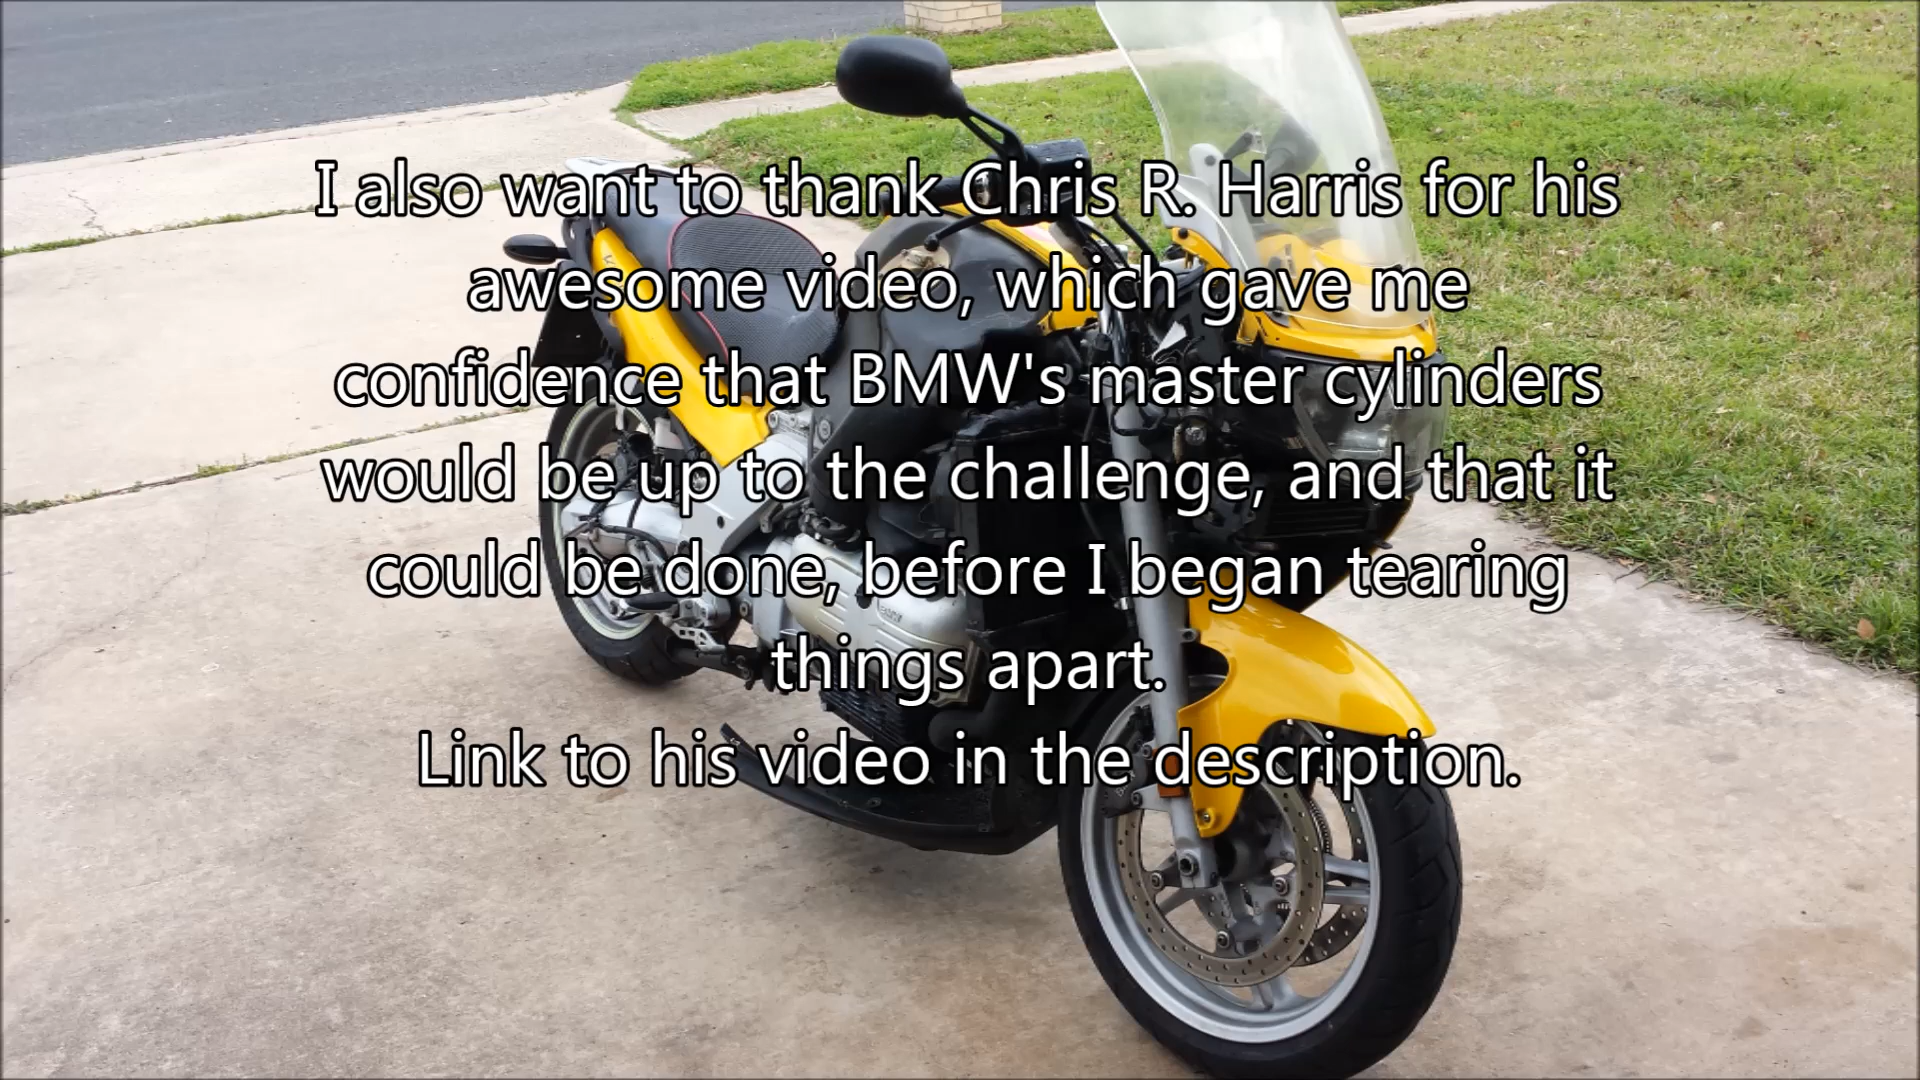 I also want to thank Chris R. Harris for his
awesome video, which gave me
confidence that BMW's master cylinders
would be up to the challenge, and that it
could be done, before I began tearing
things apart.
Link to his video in the description.